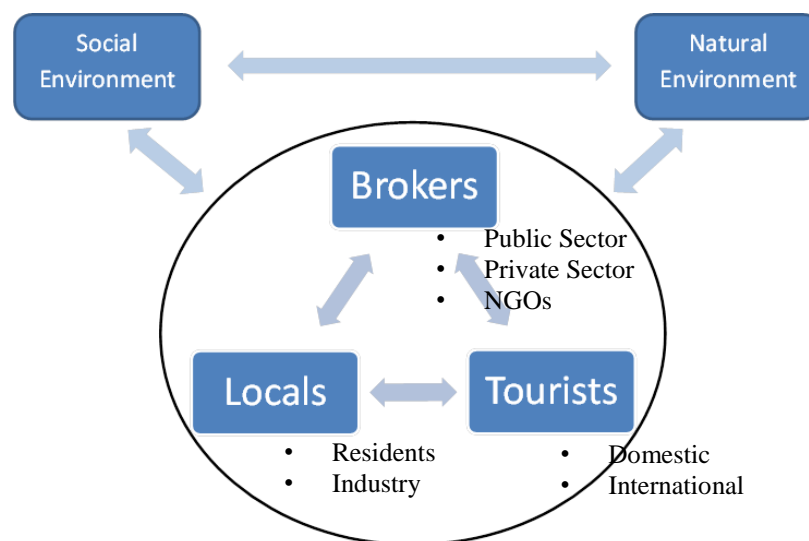 Social
Environment
Natural
Environment
Brokers
• Public Sector
• Private Sector
• NGOs
Locals
• Residents
• Industry
Tourists
• Domestic
• International